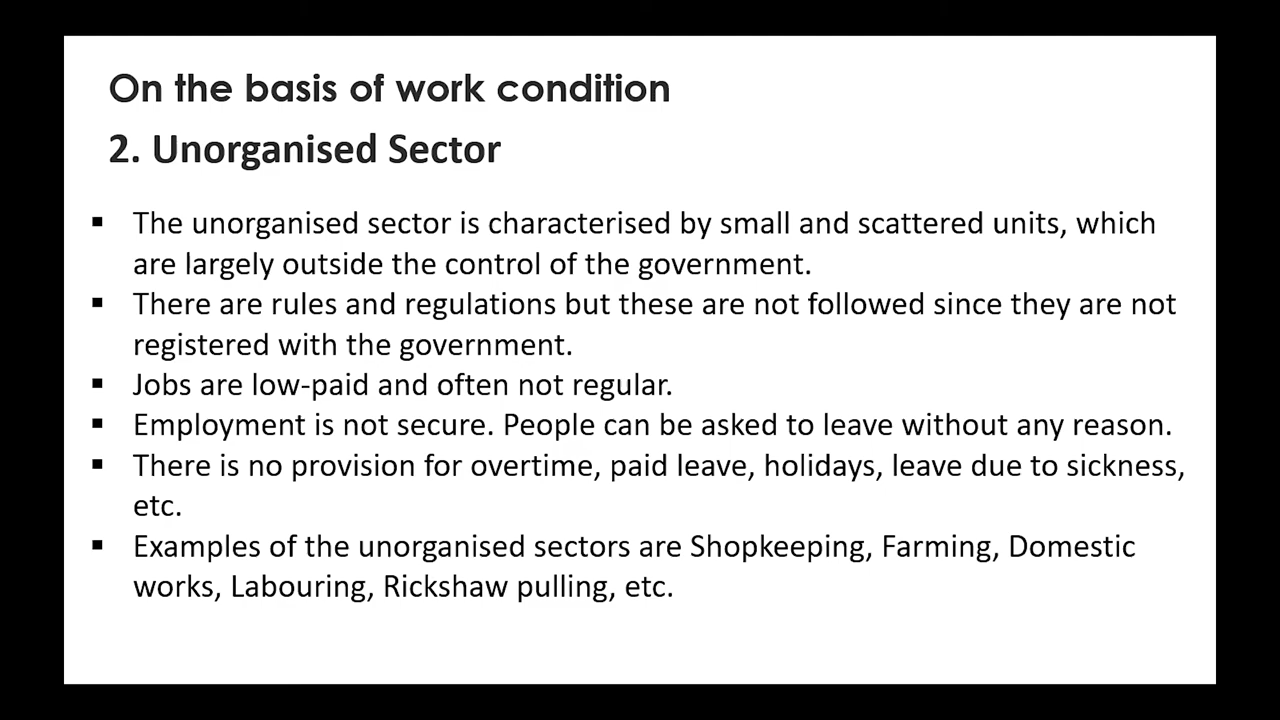 On the basis of work condition
2. Unorganised Sector
▪ The unorganised sector is characterised by small and scattered units, which
are largely outside the control of the government.
▪ There are rules and regulations but these are not followed since they are not
registered with the government.
▪ Jobs are low-paid and often not regular.
▪ Employment is not secure. People can be asked to leave without any reason.
▪ There is no provision for overtime, paid leave, holidays, leave due to sickness,
etc.
▪ Examples of the unorganised sectors are Shopkeeping, Farming, Domestic
works, Labouring, Rickshaw pulling, etc.